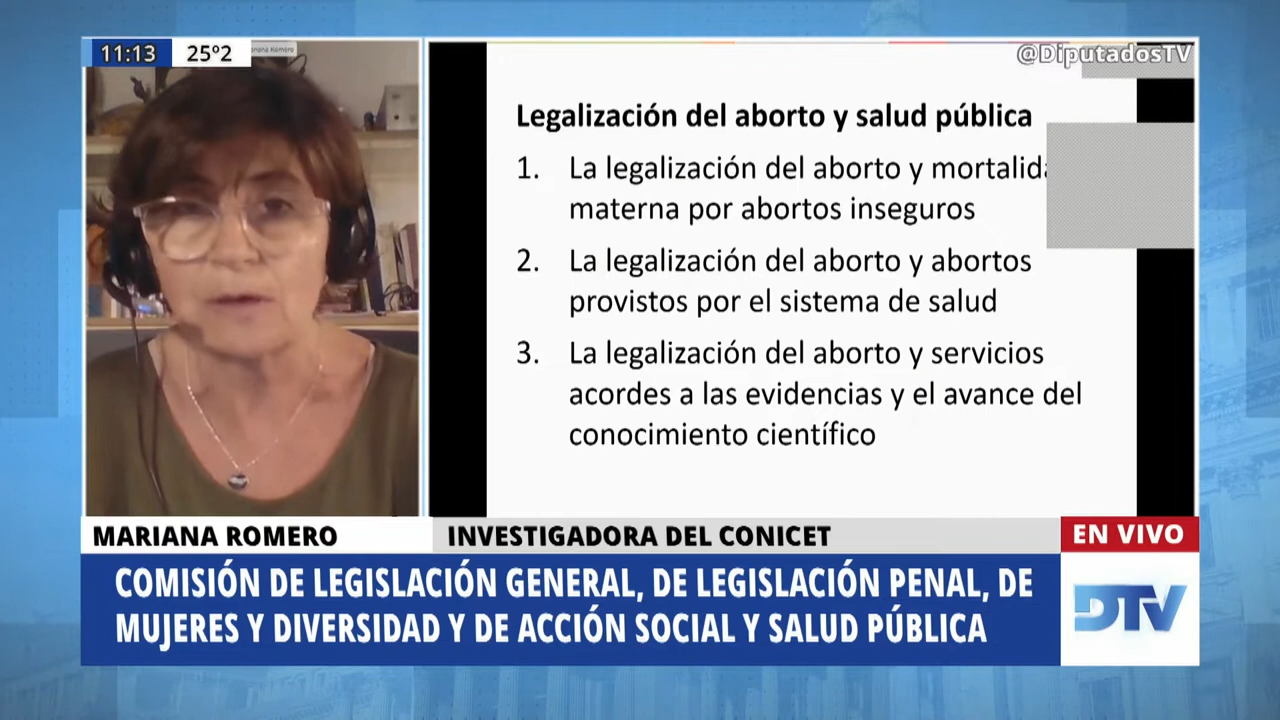 11:13
25°2
@DiputadosTV
Legalización del aborto y salud pública
1. La legalización del aborto y
materna por abortos inseguros
2. La legalización del aborto y abortos
provistos por el sistema de salud
3. La legalización del aborto y servicios
acordes a las evidencias y el avance del
conocimiento científico
MARIANA ROMERO
INVESTIGADORA DEL CONICET
EN VIVO
COMISIÓN DE LEGISLACIÓN GENERAL, DE LEGISLACIÓN PENAL, DE
MUJERES Y DIVERSIDAD Y DE ACCIÓN SOCIAL Y SALUD PÚBLICA
DTV